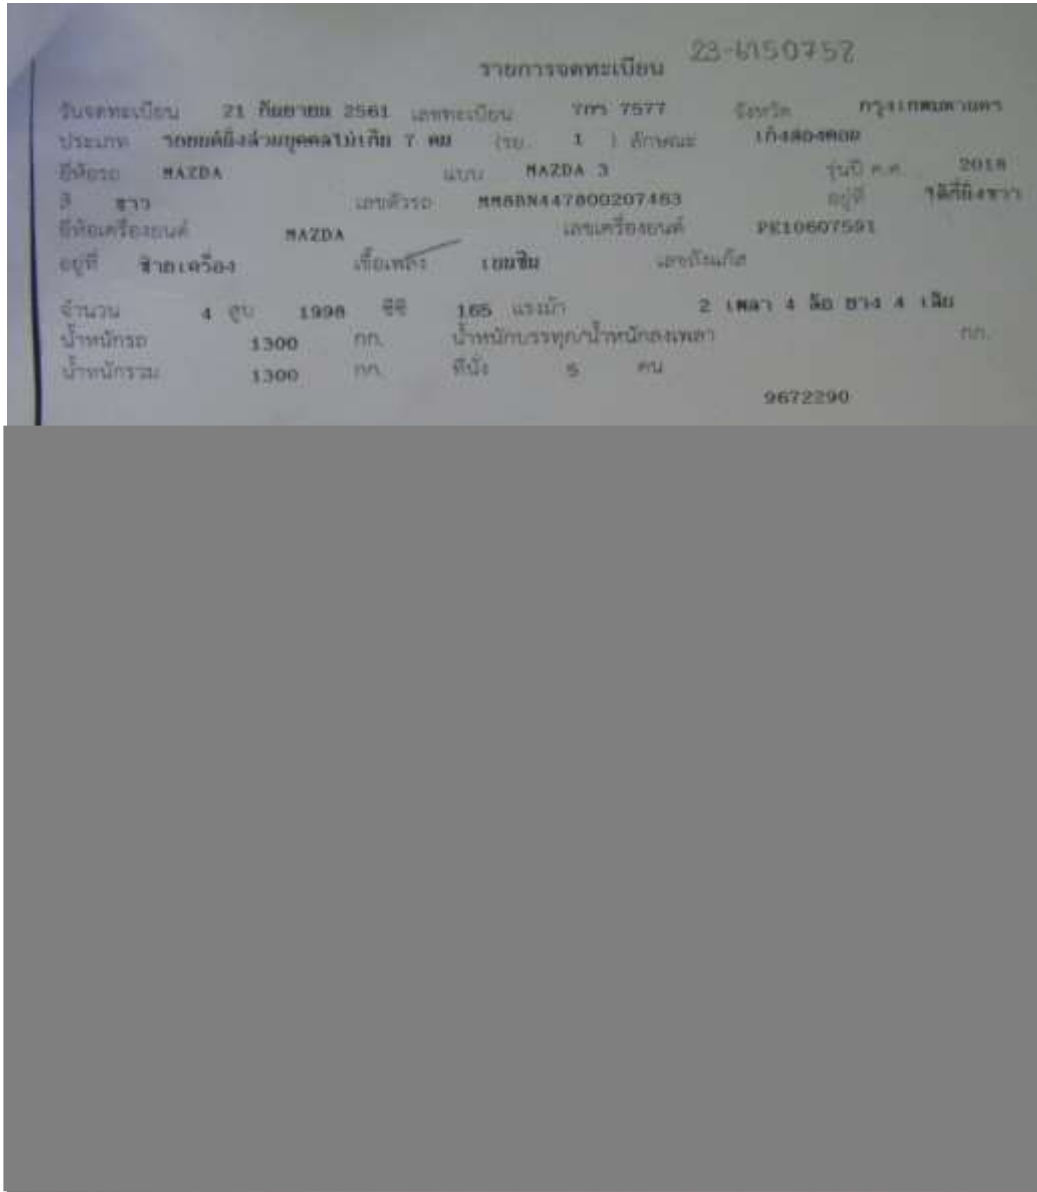 23-6150752
รายการจดทะเบียน
วันจดทะเบียน 21 กันยายน 2561 เลขทะเบียน 7577 จังหวัด กรุงเทพมหานคร
ประเภท รถยนต์นั่งส่วนบุคคลไม่เกิน 7 คน (รย. 1 ) ลักษณะ เก๋งสองตอน
ยี่ห้อรถ MAZDA แบบ MAZDA 3 รุ่นปี ค.ศ. 2018
สี ขาว เลขตัวรถ MM8BN447800207463 อยู่ที่ ใต้ที่นั่งขวา
ยี่ห้อเครื่องยนต์ MAZDA เลขเครื่องยนต์ PE10607591
อยู่ที่ ซ้ายเครื่อง เชื้อเพลิง เบนซิน เลขถังแก๊ส
จำนวน 4 สูบ 1998 ซีซี 165 แรงม้า 2 เพลา 4 ล้อ ยาง 4 เส้น
น้ำหนักรถ 1300 กก. น้ำหนักบรรทุก/น้ำหนักลงเพลา กก.
น้ำหนักรวม 1300 กก. ที่นั่ง 5 คน
9672290